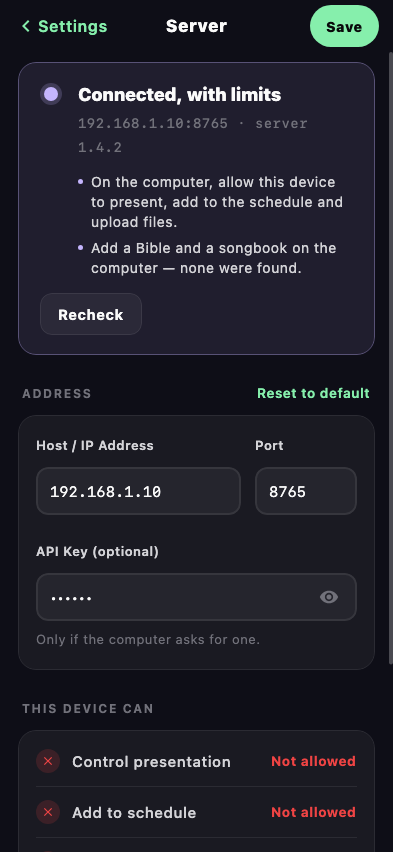 Settings
Server
Save
Connected, with limits
192.168.1.10:8765 · server
1.4.2
• On the computer, allow this device
to present, add to the schedule and
upload files.
• Add a Bible and a songbook on the
computer — none were found.
Recheck
ADDRESS
Reset to default
Host / IP Address
Port
192.168.1.10
8765
API Key (optional)
••••••
Only if the computer asks for one.
THIS DEVICE CAN
Control presentation
Not allowed
Add to schedule
Not allowed